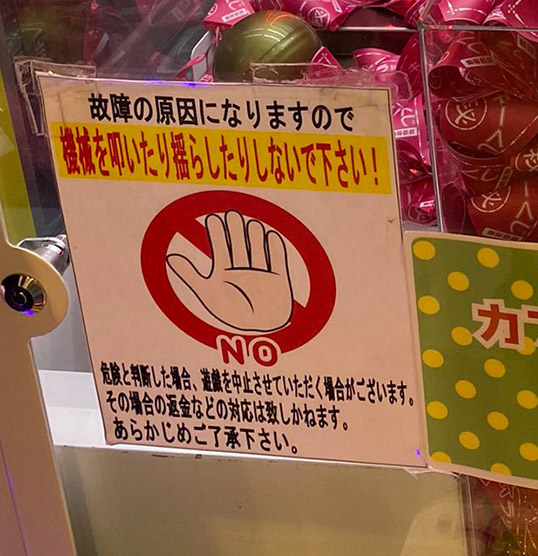 故障の原因になりますので
機械を叩いたり揺らしたりしないで下さい！
NO
危険と判断した場合、遊戯を中止させていただく場合がございます。
その場合の返金などの対応は致しかねます。
あらかじめご了承下さい。
カプ